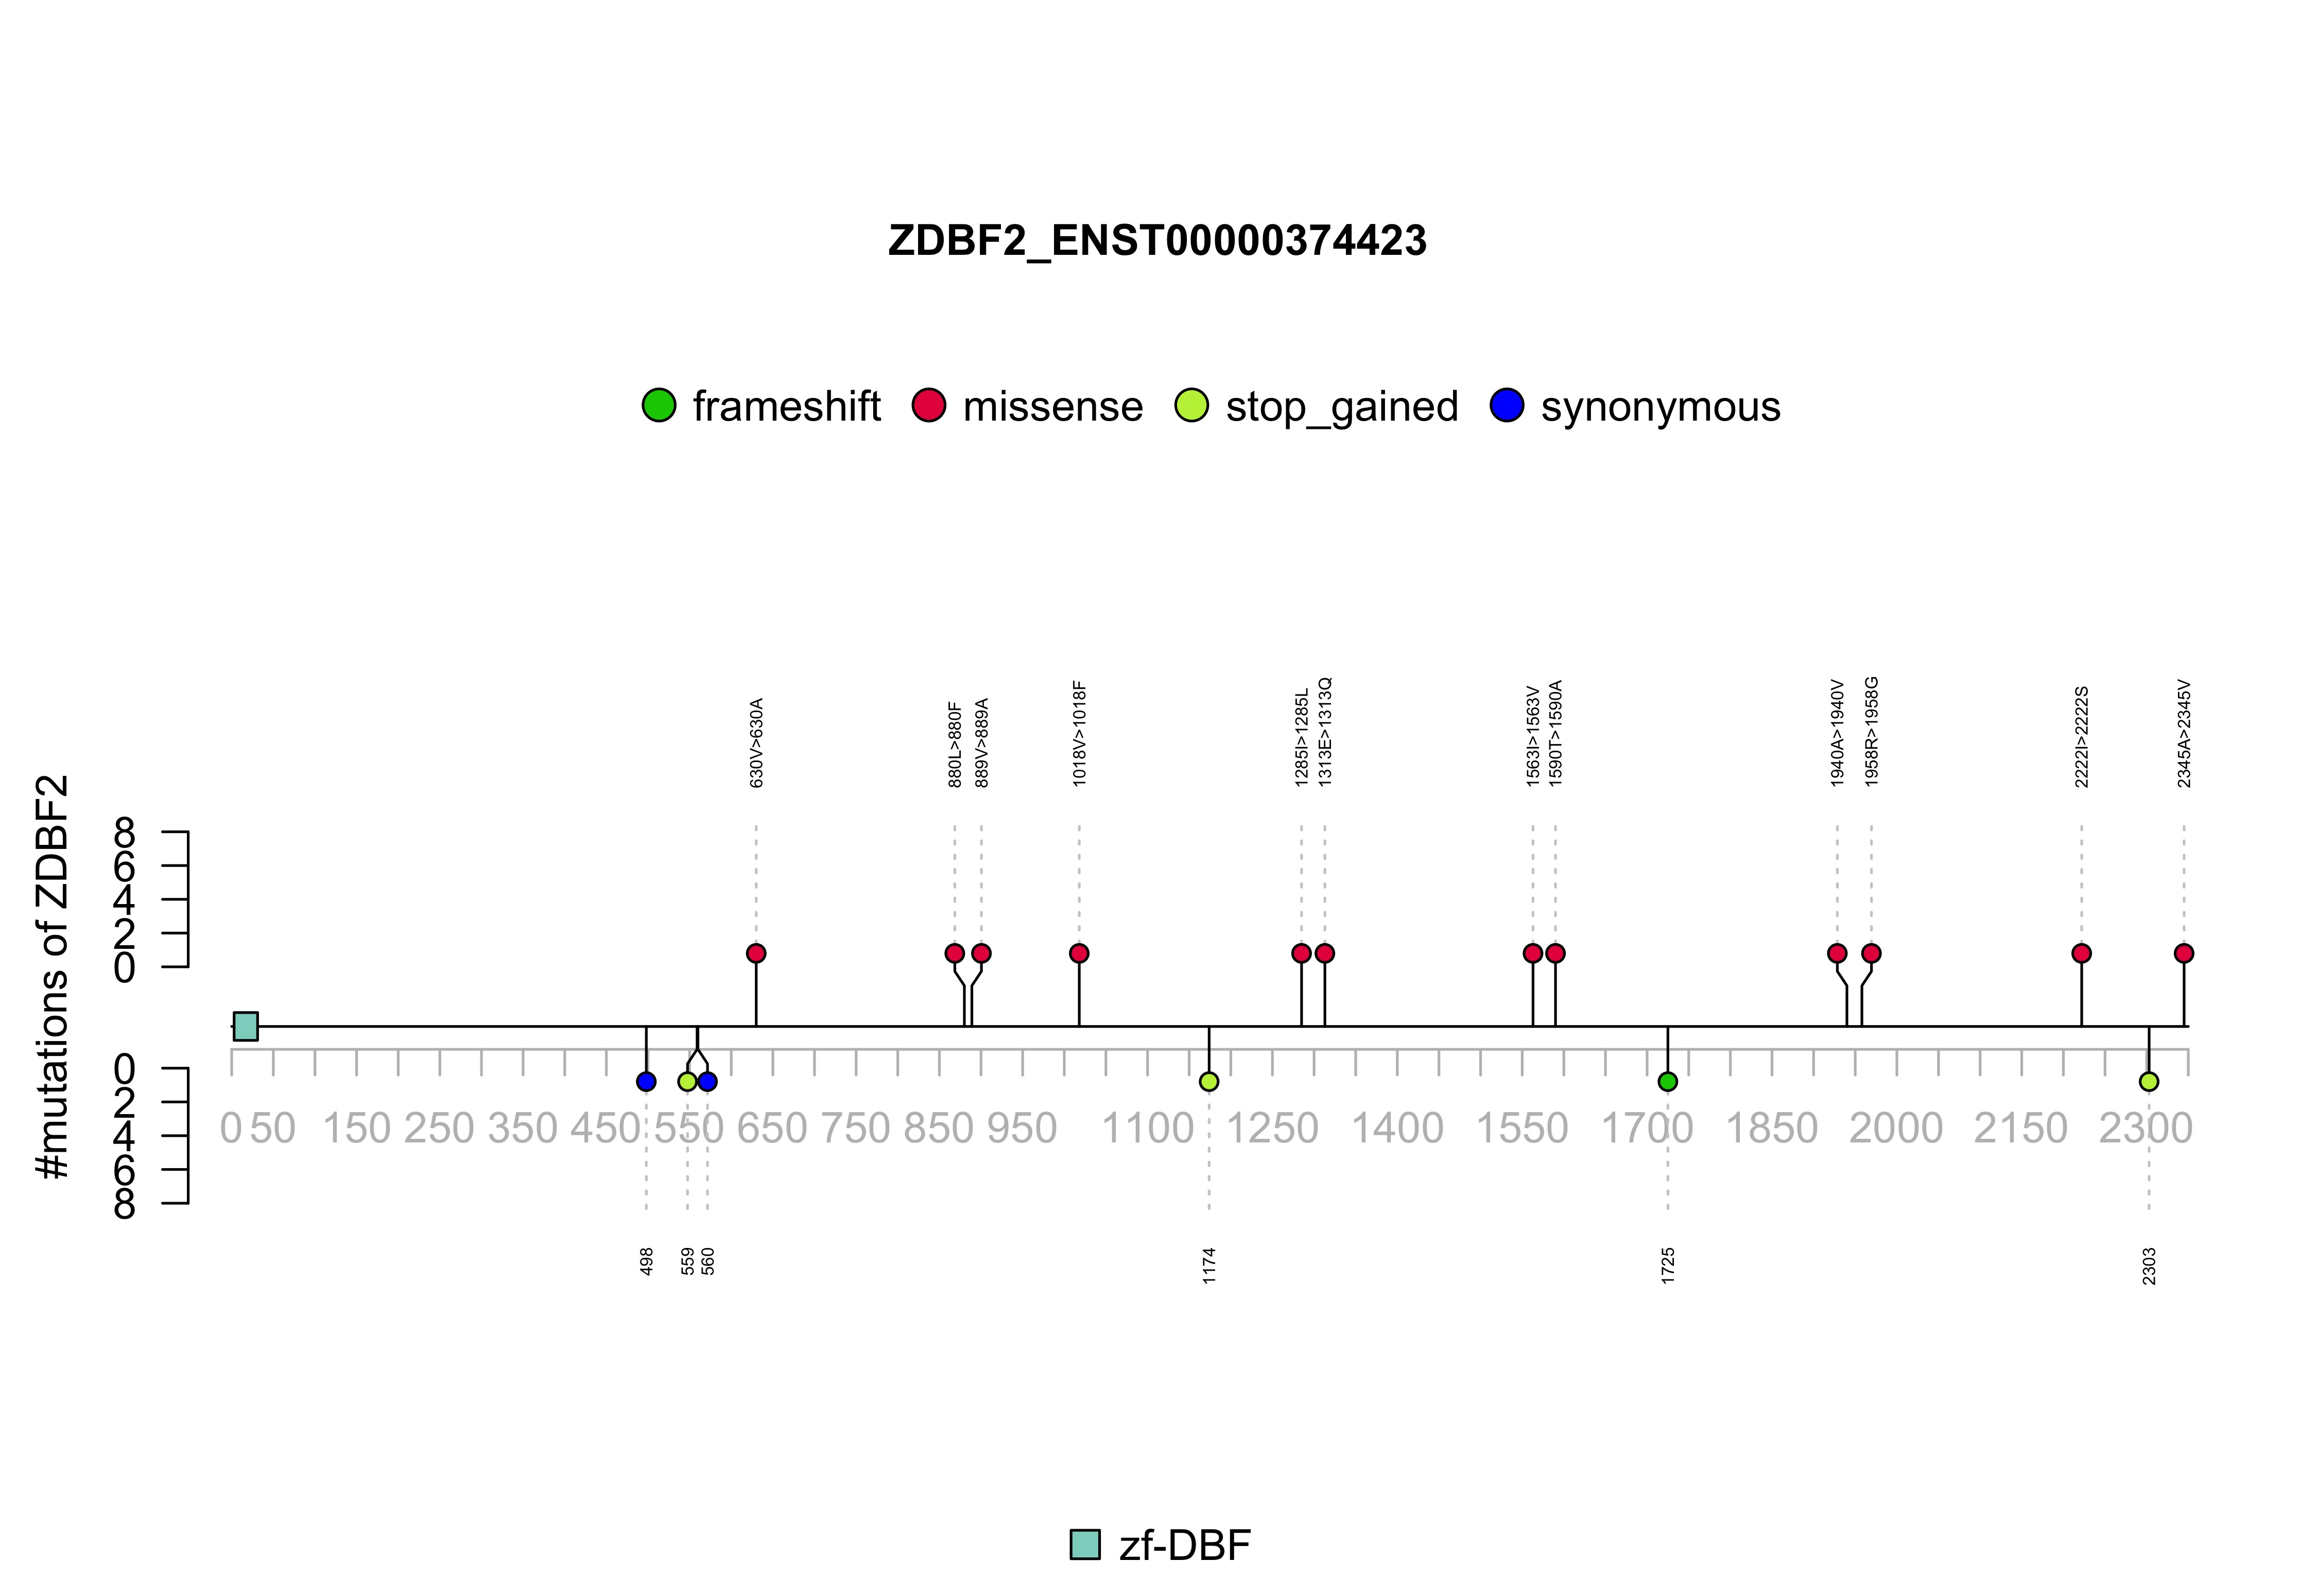 ZDBF2_ENST00000374423
frameshift missense stop_gained synonymous
630V>630A
880L>880F
889V>889A
1018V>1018F
1285I>1285L
1313E>1313Q
1563I>1563V
1590T>1590A
1940A>1940V
1958R>1958G
2222I>2222S
2345A>2345V
#mutations of ZDBF2
8
6
4
2
0
0
2
4
6
8
0 50 150 250 350 450 550 650 750 850 950 1100 1250 1400 1550 1700 1850 2000 2150 2300
498
559
560
1174
1725
2303
zf-DBF